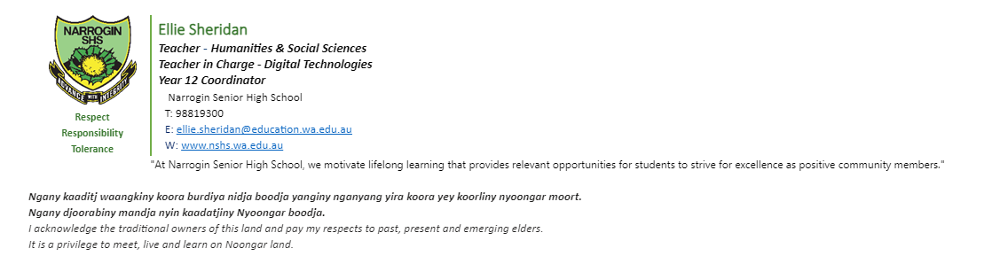 NARROGIN
SHS
ADVANCE WITH INTEGRITY
Respect
Responsibility
Tolerance
Ellie Sheridan
Teacher - Humanities & Social Sciences
Teacher in Charge - Digital Technologies
Year 12 Coordinator
Narrogin Senior High School
T: 98819300
E: ellie.sheridan@education.wa.edu.au
W: www.nshs.wa.edu.au
"At Narrogin Senior High School, we motivate lifelong learning that provides relevant opportunities for students to strive for excellence as positive community members."
Ngany kaaditj waangkiny koora burdiya nidja boodja yanginy nganyang yira koora yey koorliny nyoongar moort.
Ngany djoorabiny mandja nyin kaadatjiny Nyoongar boodja.
I acknowledge the traditional owners of this land and pay my respects to past, present and emerging elders.
It is a privilege to meet, live and learn on Noongar land.